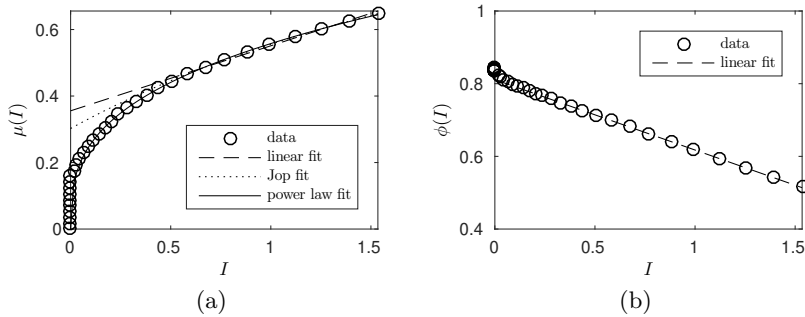 0.6
0.4
0.2
0
μ(I)
data
linear fit
Jop fit
power law fit
0 0.5 1 1.5
I
(a)
1
0.8
0.6
0.4
ϕ(I)
data
linear fit
0 0.5 1 1.5
I
(b)